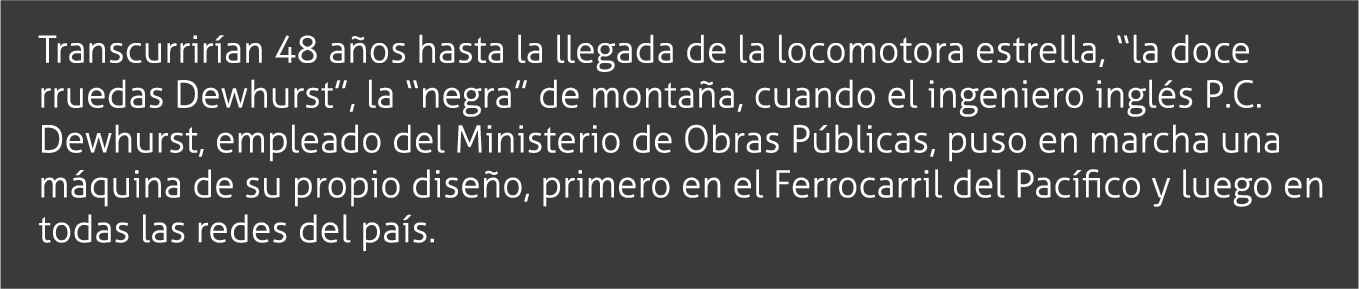 Transcurrirían 48 años hasta la llegada de la locomotora estrella, “la doce
rruedas Dewhurst”, la “negra” de montaña, cuando el ingeniero inglés P.C.
Dewhurst, empleado del Ministerio de Obras Públicas, puso en marcha una
máquina de su propio diseño, primero en el Ferrocarril del Pacífico y luego en
todas las redes del país.